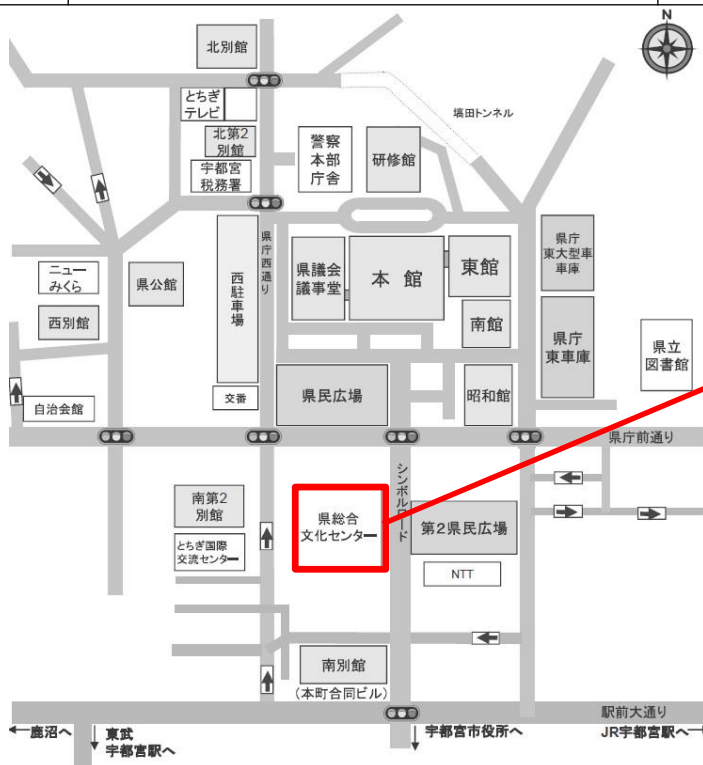 N
北別館
とちぎ
テレビ
北第2
別館
宇都宮
税務署
警察
本部
庁舎
研修館
塙田トンネル
県庁西通り
西駐車場
県議会
議事堂
本館
東館
南館
県庁
東大型車
車庫
県庁
東車庫
県立
図書館
ニュー
みくら
県公館
西別館
自治会館
交番
県民広場
昭和館
県庁前通り
シンボルロード
南第2
別館
とちぎ国際
交流センター
県総合
文化センター
第2県民広場
NTT
南別館
(本町合同ビル)
駅前大通り
鹿沼へ
東武
宇都宮駅へ
宇都宮市役所へ
JR宇都宮駅へ